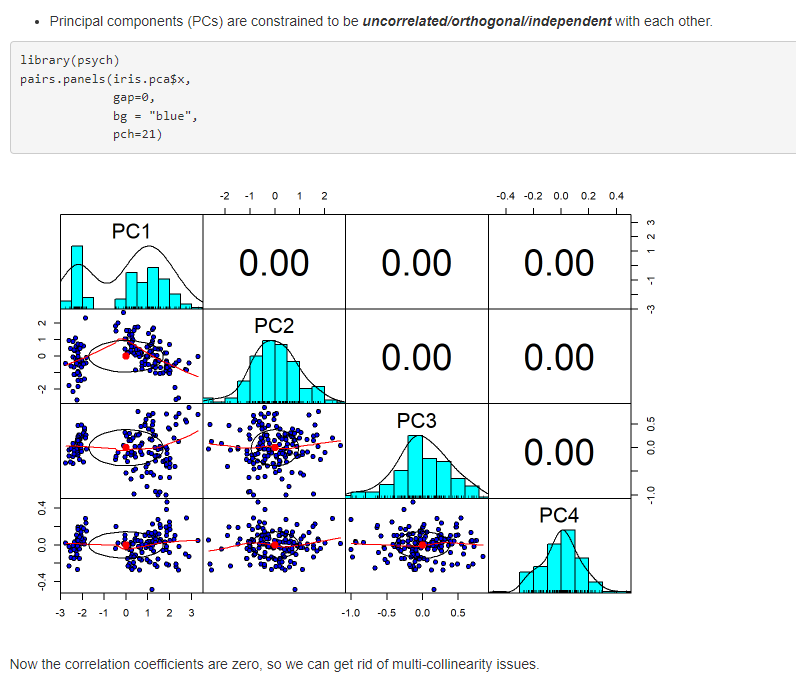 Principal components (PCs) are constrained to be uncorrelated/orthogonal/independent with each other.
library(psych)
pairs.panels(iris.pca$x,
gap=0,
bg = "blue",
pch=21)
-2 -1 0 1 2
-0.4 -0.2 0.0 0.2 0.4
PC1
0.00
0.00
0.00
3
2
1
-1
-3
2
1
0
-2
PC2
0.00
0.00
PC3
0.00
0.5
0.0
-1.0
0.4
0.0
-0.4
PC4
-3 -2 -1 0 1 2 3
-1.0 -0.5 0.0 0.5
Now the correlation coefficients are zero, so we can get rid of multi-collinearity issues.